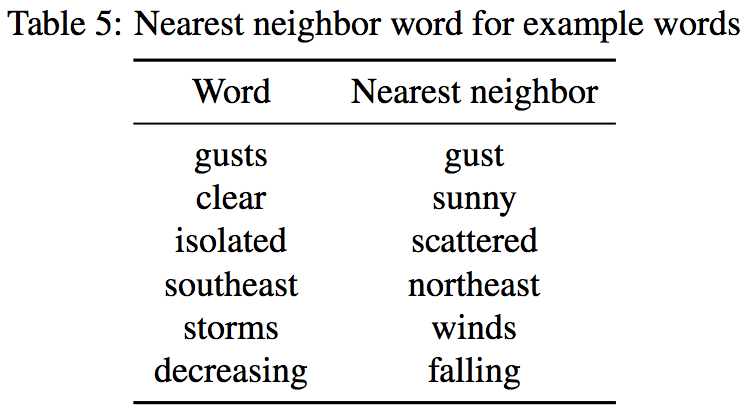 Table 5: Nearest neighbor word for example words
Word Nearest neighbor
gusts gust
clear sunny
isolated scattered
southeast northeast
storms winds
decreasing falling